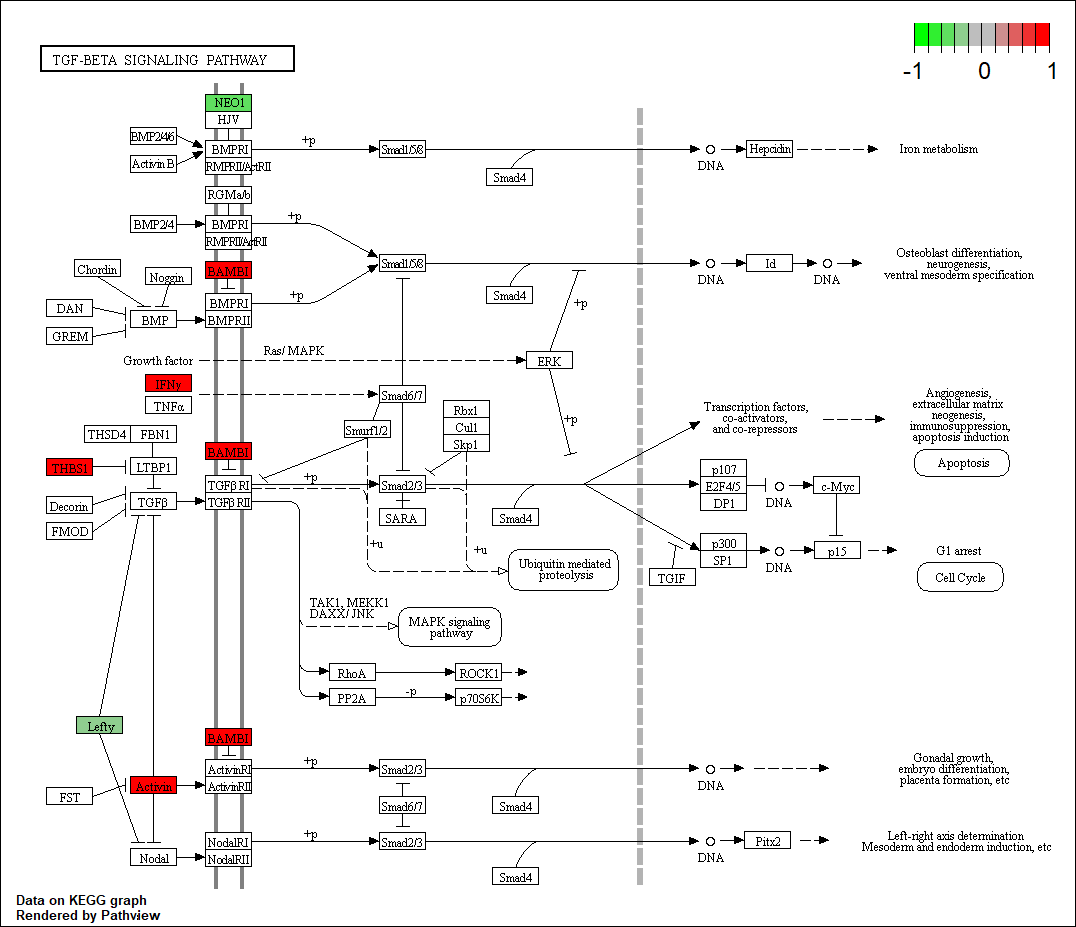 -1 0 1
TGF-BETA SIGNALING PATHWAY
NEO1
HJV
BMP2/46
Activin B
BMPRI
RMPRII/ActRII
+p
Smad1/5/8
Smad4
DNA
Hepcidin
Iron metabolism
RGMa/b
BMP2/4
BMPRI
RMPRII/ActRII
+p
BAMBI
Smad1/5/8
Smad4
DNA
Id
DNA
Osteoblast differentiation,
neurogenesis,
ventral mesoderm specification
Chordin
Noggin
DAN
GREM
BMP
BMPRI
BMPRII
+p
+p
Growth factor
Ras/ MAPK
ERK
IFNγ
TNFα
Smad6/7
+p
Rbx1
Cul1
Skp1
Smurf1/2
Transcription factors,
co-activators,
and co-repressors
Angiogenesis,
extracellular matrix
neogenesis,
immunosuppression,
apoptosis induction
Apoptosis
THSD4
FBN1
BAMBI
THBS1
LTBP1
Decorin
FMOD
TGFβ
TGFβ RI
TGFβ RII
+p
Smad2/3
SARA
Smad4
p107
E2F4/5
DP1
DNA
c-Myc
p300
SP1
DNA
p15
TGIF
G1 arrest
Cell Cycle
+u
+u
Ubiquitin mediated
proteolysis
TAK1, MEKK1
DAXX/ JNK
MAPK signaling
pathway
RhoA
ROCK1
PP2A
-p
p70S6K
Lefty
BAMBI
FST
Activin
ActivinRI
ActivinRII
+p
Smad2/3
Smad6/7
Smad4
DNA
Gonadal growth,
embryo differentiation,
placenta formation, etc
Nodal
NodalRI
NodalRII
+p
Smad2/3
Smad4
DNA
Pitx2
Left-right axis determination
Mesoderm and endoderm induction, etc
Data on KEGG graph
Rendered by Pathview